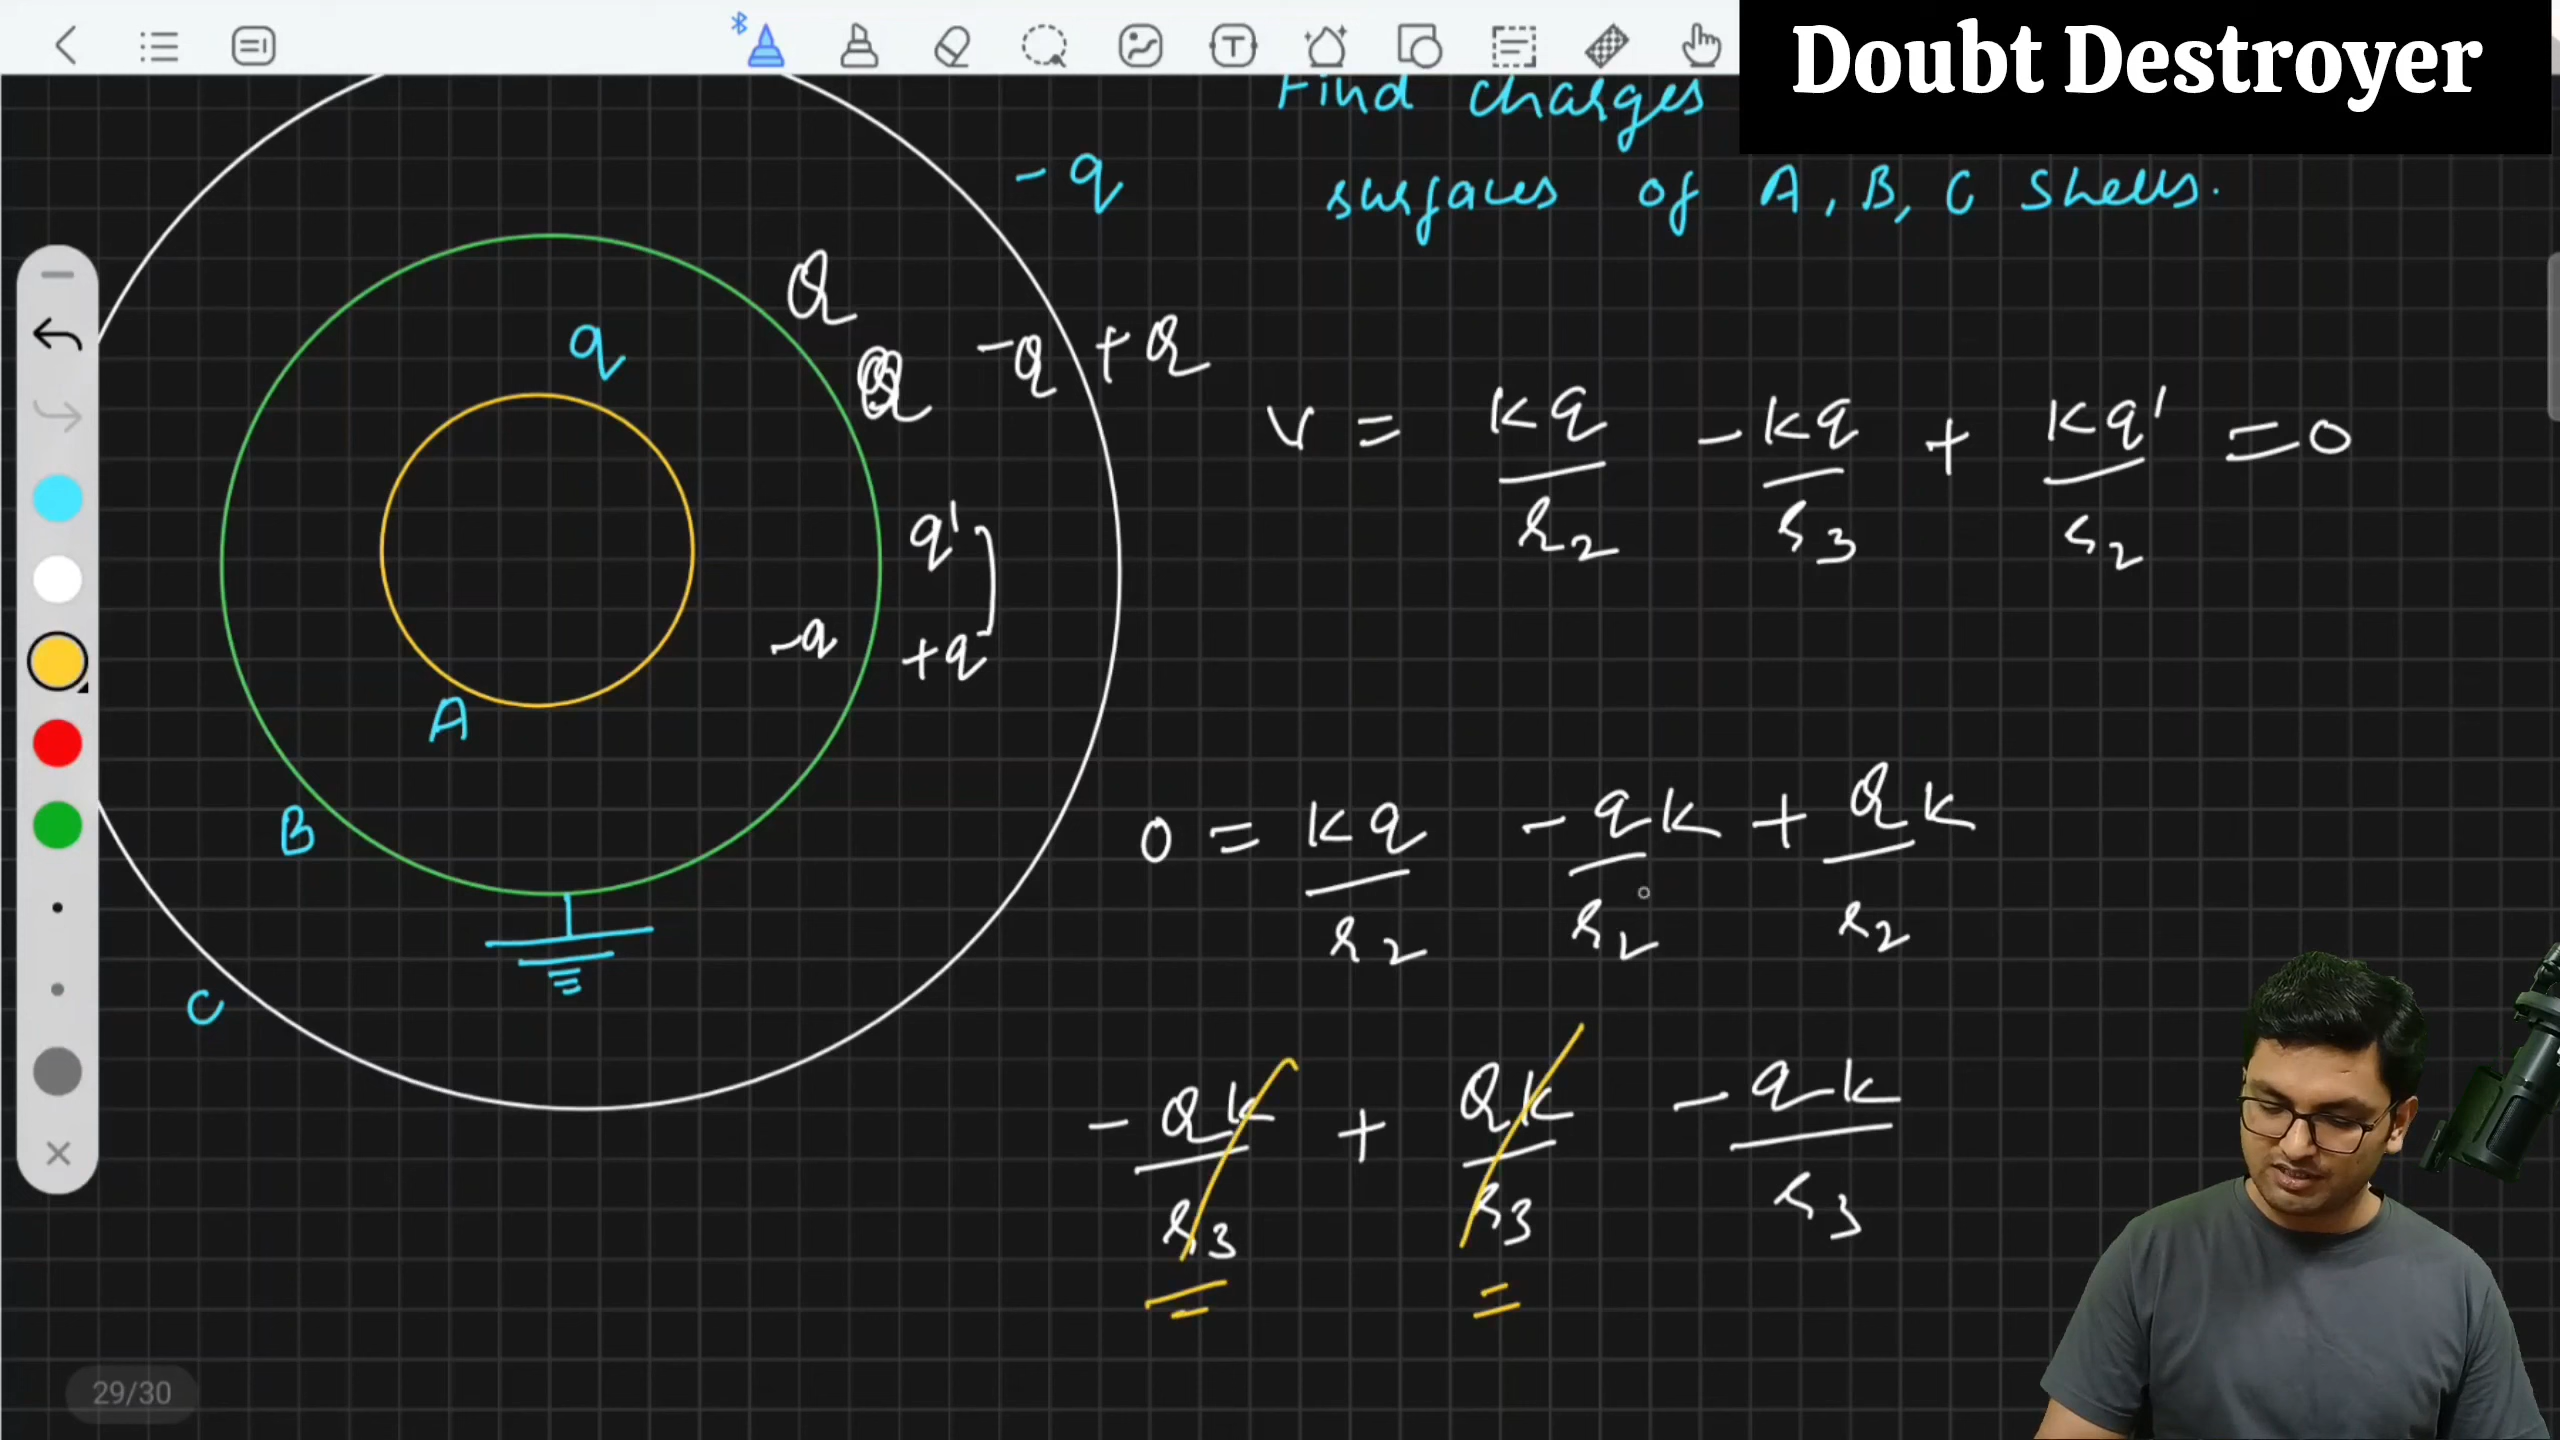 Doubt Destroyer
Find charges
surfaces of A, B, C shells.
-q
Q
q
Q -Q +Q
V = kq/r2 - kq/r3 + kq'/r2 = 0
q'
-q +q
A
B
0 = kq/r2 - qk/r2 + Qk/r2
C
- Qk/r3 + Qk/r3 - qk/r3
29/30